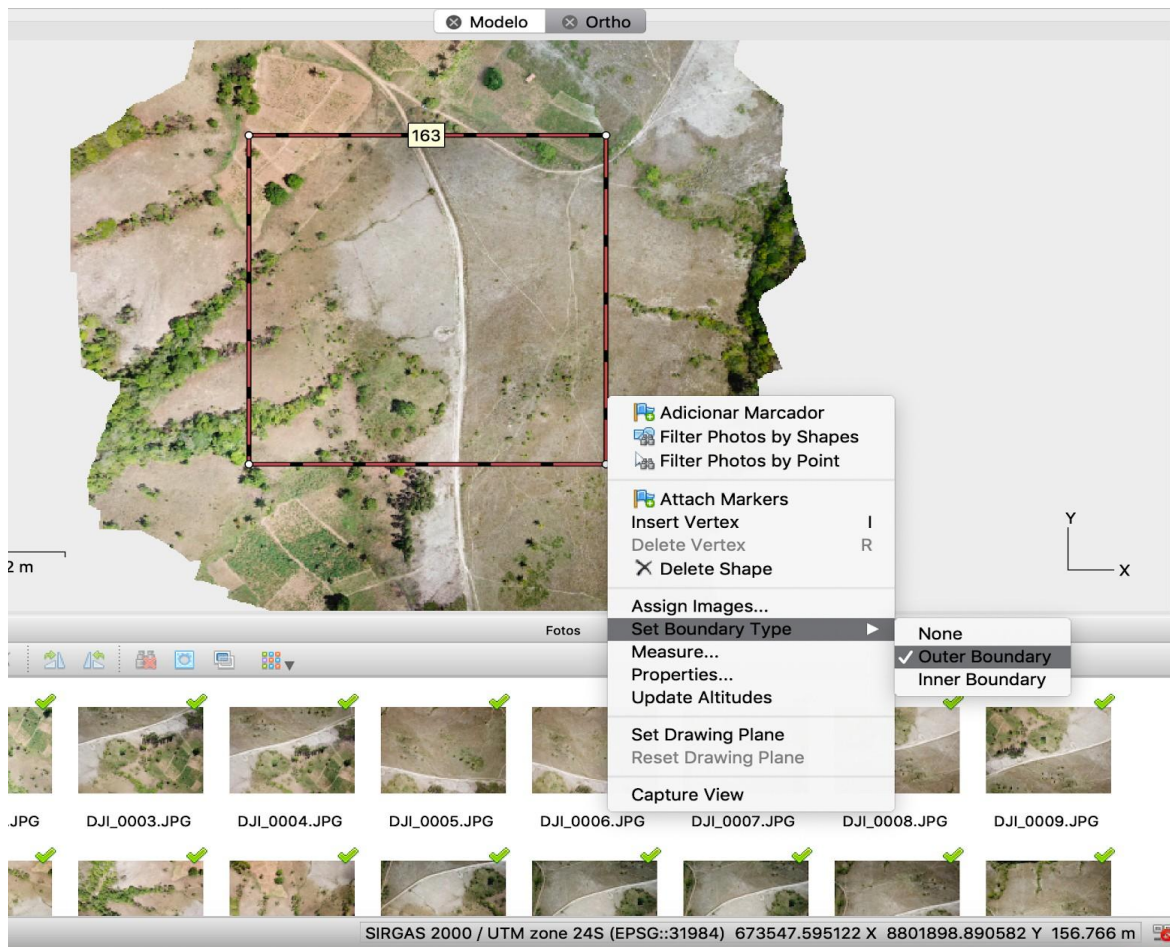 Modelo
Ortho
163
Adicionar Marcador
Filter Photos by Shapes
Filter Photos by Point
Attach Markers
Insert Vertex I
Delete Vertex R
Delete Shape
Assign Images...
Set Boundary Type
Measure...
Properties...
Update Altitudes
Set Drawing Plane
Reset Drawing Plane
Capture View
None
Outer Boundary
Inner Boundary
Y
X
2 m
Fotos
.JPG
DJI_0003.JPG
DJI_0004.JPG
DJI_0005.JPG
DJI_0006.JPG
DJI_0007.JPG
DJI_0008.JPG
DJI_0009.JPG
SIRGAS 2000 / UTM zone 24S (EPSG::31984) 673547.595122 X 8801898.890582 Y 156.766 m